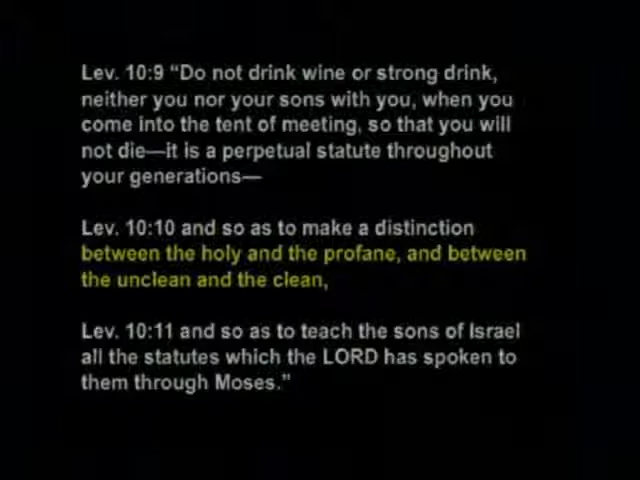 Lev. 10:9 “Do not drink wine or strong drink,
neither you nor your sons with you, when you
come into the tent of meeting, so that you will
not die—it is a perpetual statute throughout
your generations—
Lev. 10:10 and so as to make a distinction
between the holy and the profane, and between
the unclean and the clean,
Lev. 10:11 and so as to teach the sons of Israel
all the statutes which the LORD has spoken to
them through Moses.”